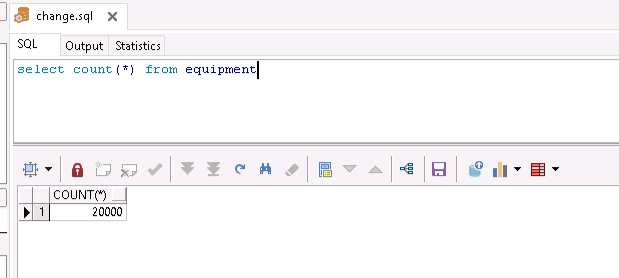 change.sql
SQL Output Statistics
select count(*) from equipment
COUNT(*)
1 20000